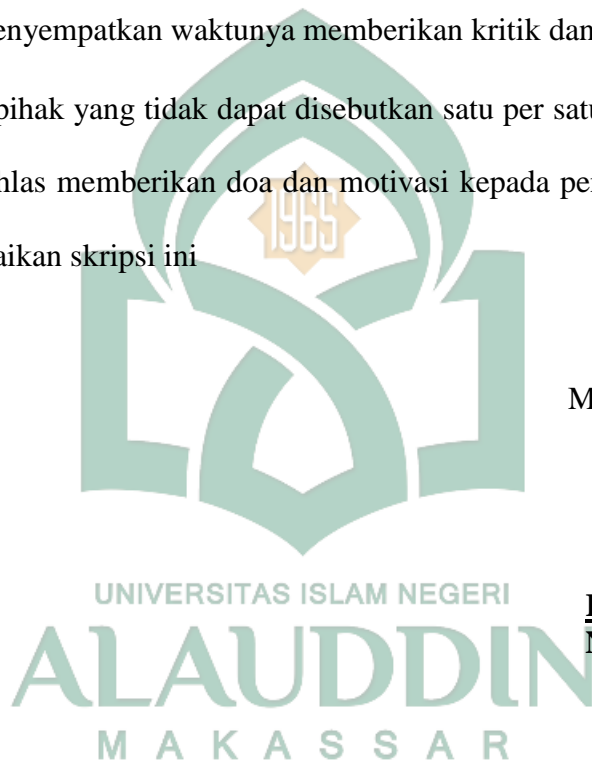 enyempatkan waktunya memberikan kritik dan
pihak yang tidak dapat disebutkan satu per satu
hlas memberikan doa dan motivasi kepada pe
aikan skripsi ini
1965
M
UNIVERSITAS ISLAM NEGERI
ALAUDDIN
MAKASSAR